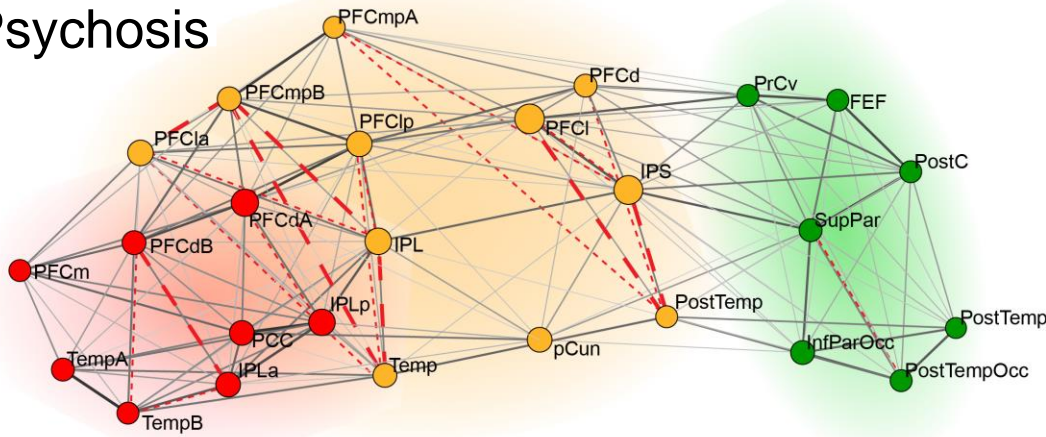 Psychosis
PFCmpA
PFCmpB
PFCla
PFClp
PFCd
PFCl
PrCv
FEF
IPS
PostC
PFCdA
PFCdB
IPL
SupPar
PFCm
IPLp
PostTemp
PCC
pCun
InfParOcc
PostTemp
TempA
IPLa
Temp
PostTempOcc
TempB